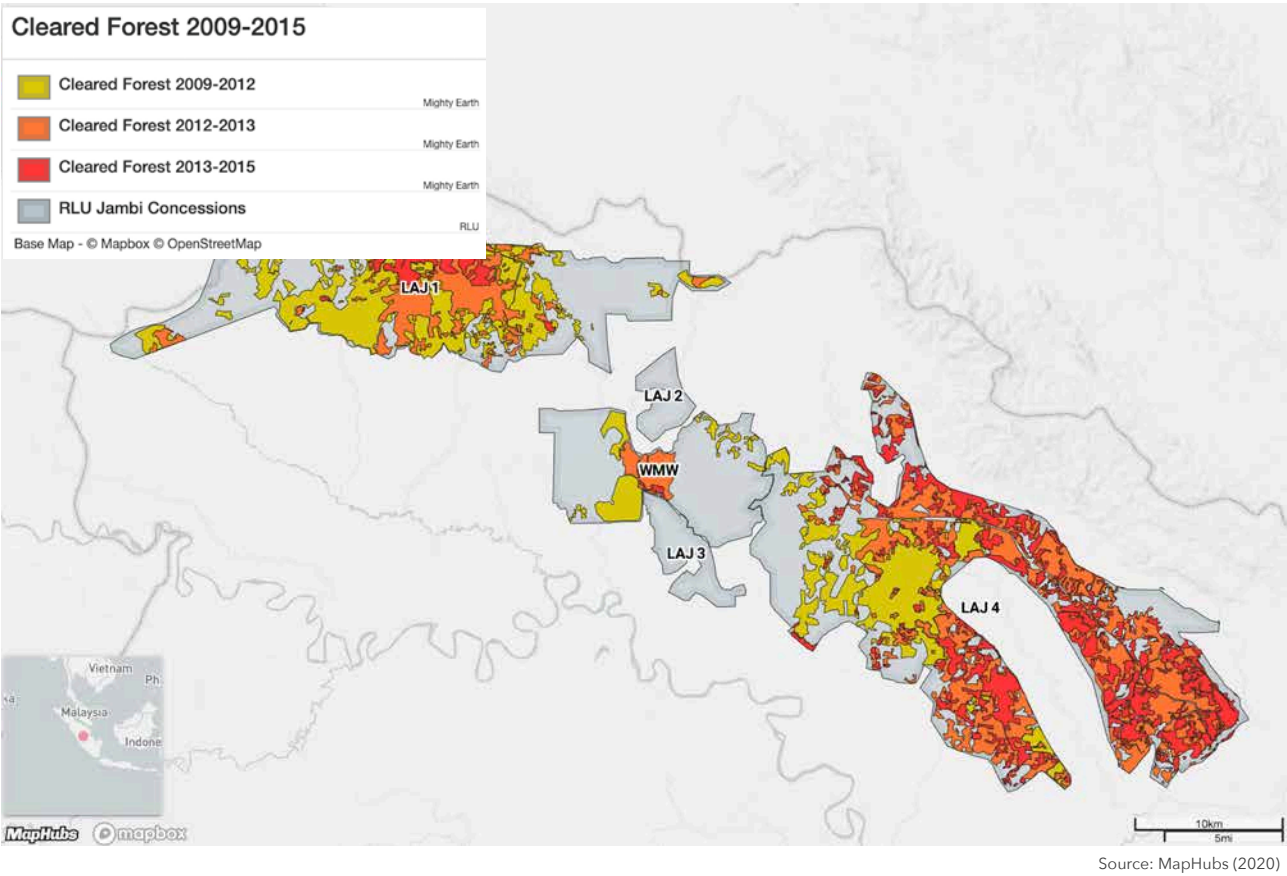 Cleared Forest 2009-2015
Cleared Forest 2009-2012
Mighty Earth
Cleared Forest 2012-2013
Mighty Earth
Cleared Forest 2013-2015
Mighty Earth
RLU Jambi Concessions
RLU
Base Map - © Mapbox © OpenStreetMap
LAJ 1
LAJ 2
WMW
LAJ 3
LAJ 4
Vietnam
Ph
ka
Malaysia
Indone
MapHubs mapbox
10km
5mi
Source: MapHubs (2020)